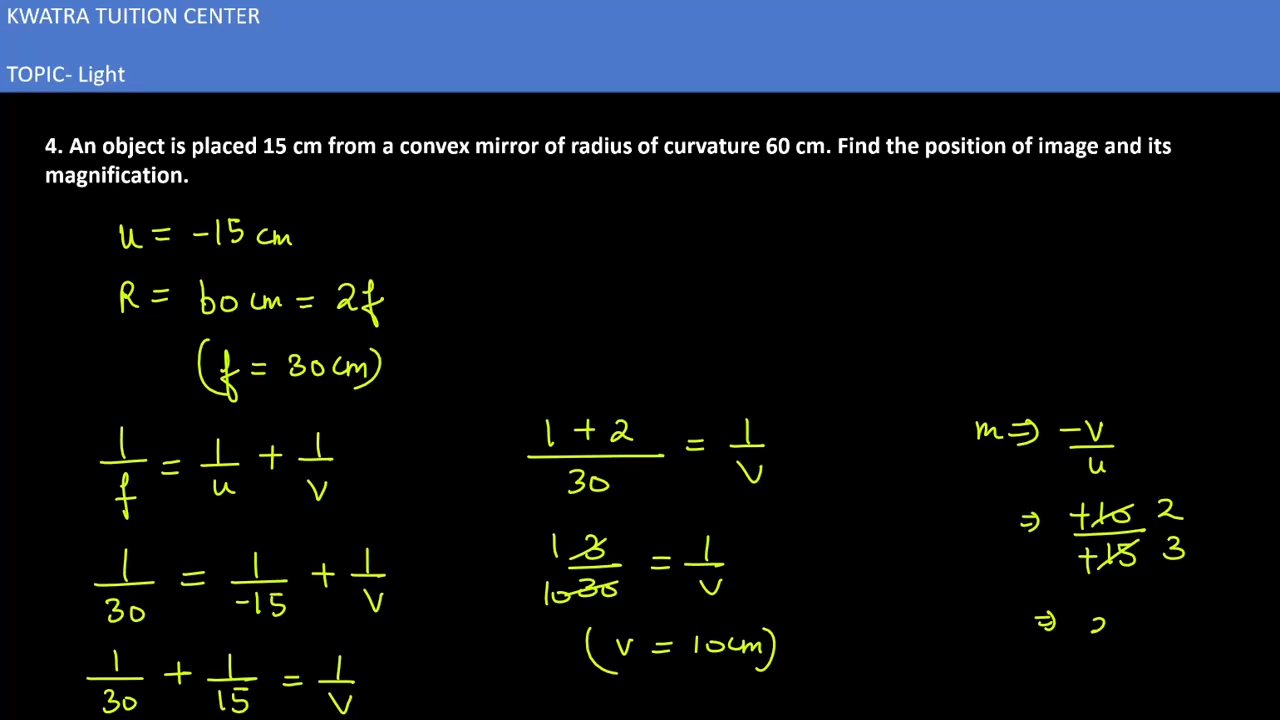 KWATRA TUITION CENTER
TOPIC- Light
4. An object is placed 15 cm from a convex mirror of radius of curvature 60 cm. Find the position of image and its
magnification.
u = -15 cm
R = 60 cm = 2f
(f = 30 cm)
1/f = 1/u + 1/v
1/30 = 1/-15 + 1/v
1/30 + 1/15 = 1/v
1 + 2/30 = 1/v
1 3/10 30 = 1/v
(v = 10 cm)
m ⇒ -v/u
⇒ +10 2/+15 3
⇒ 2